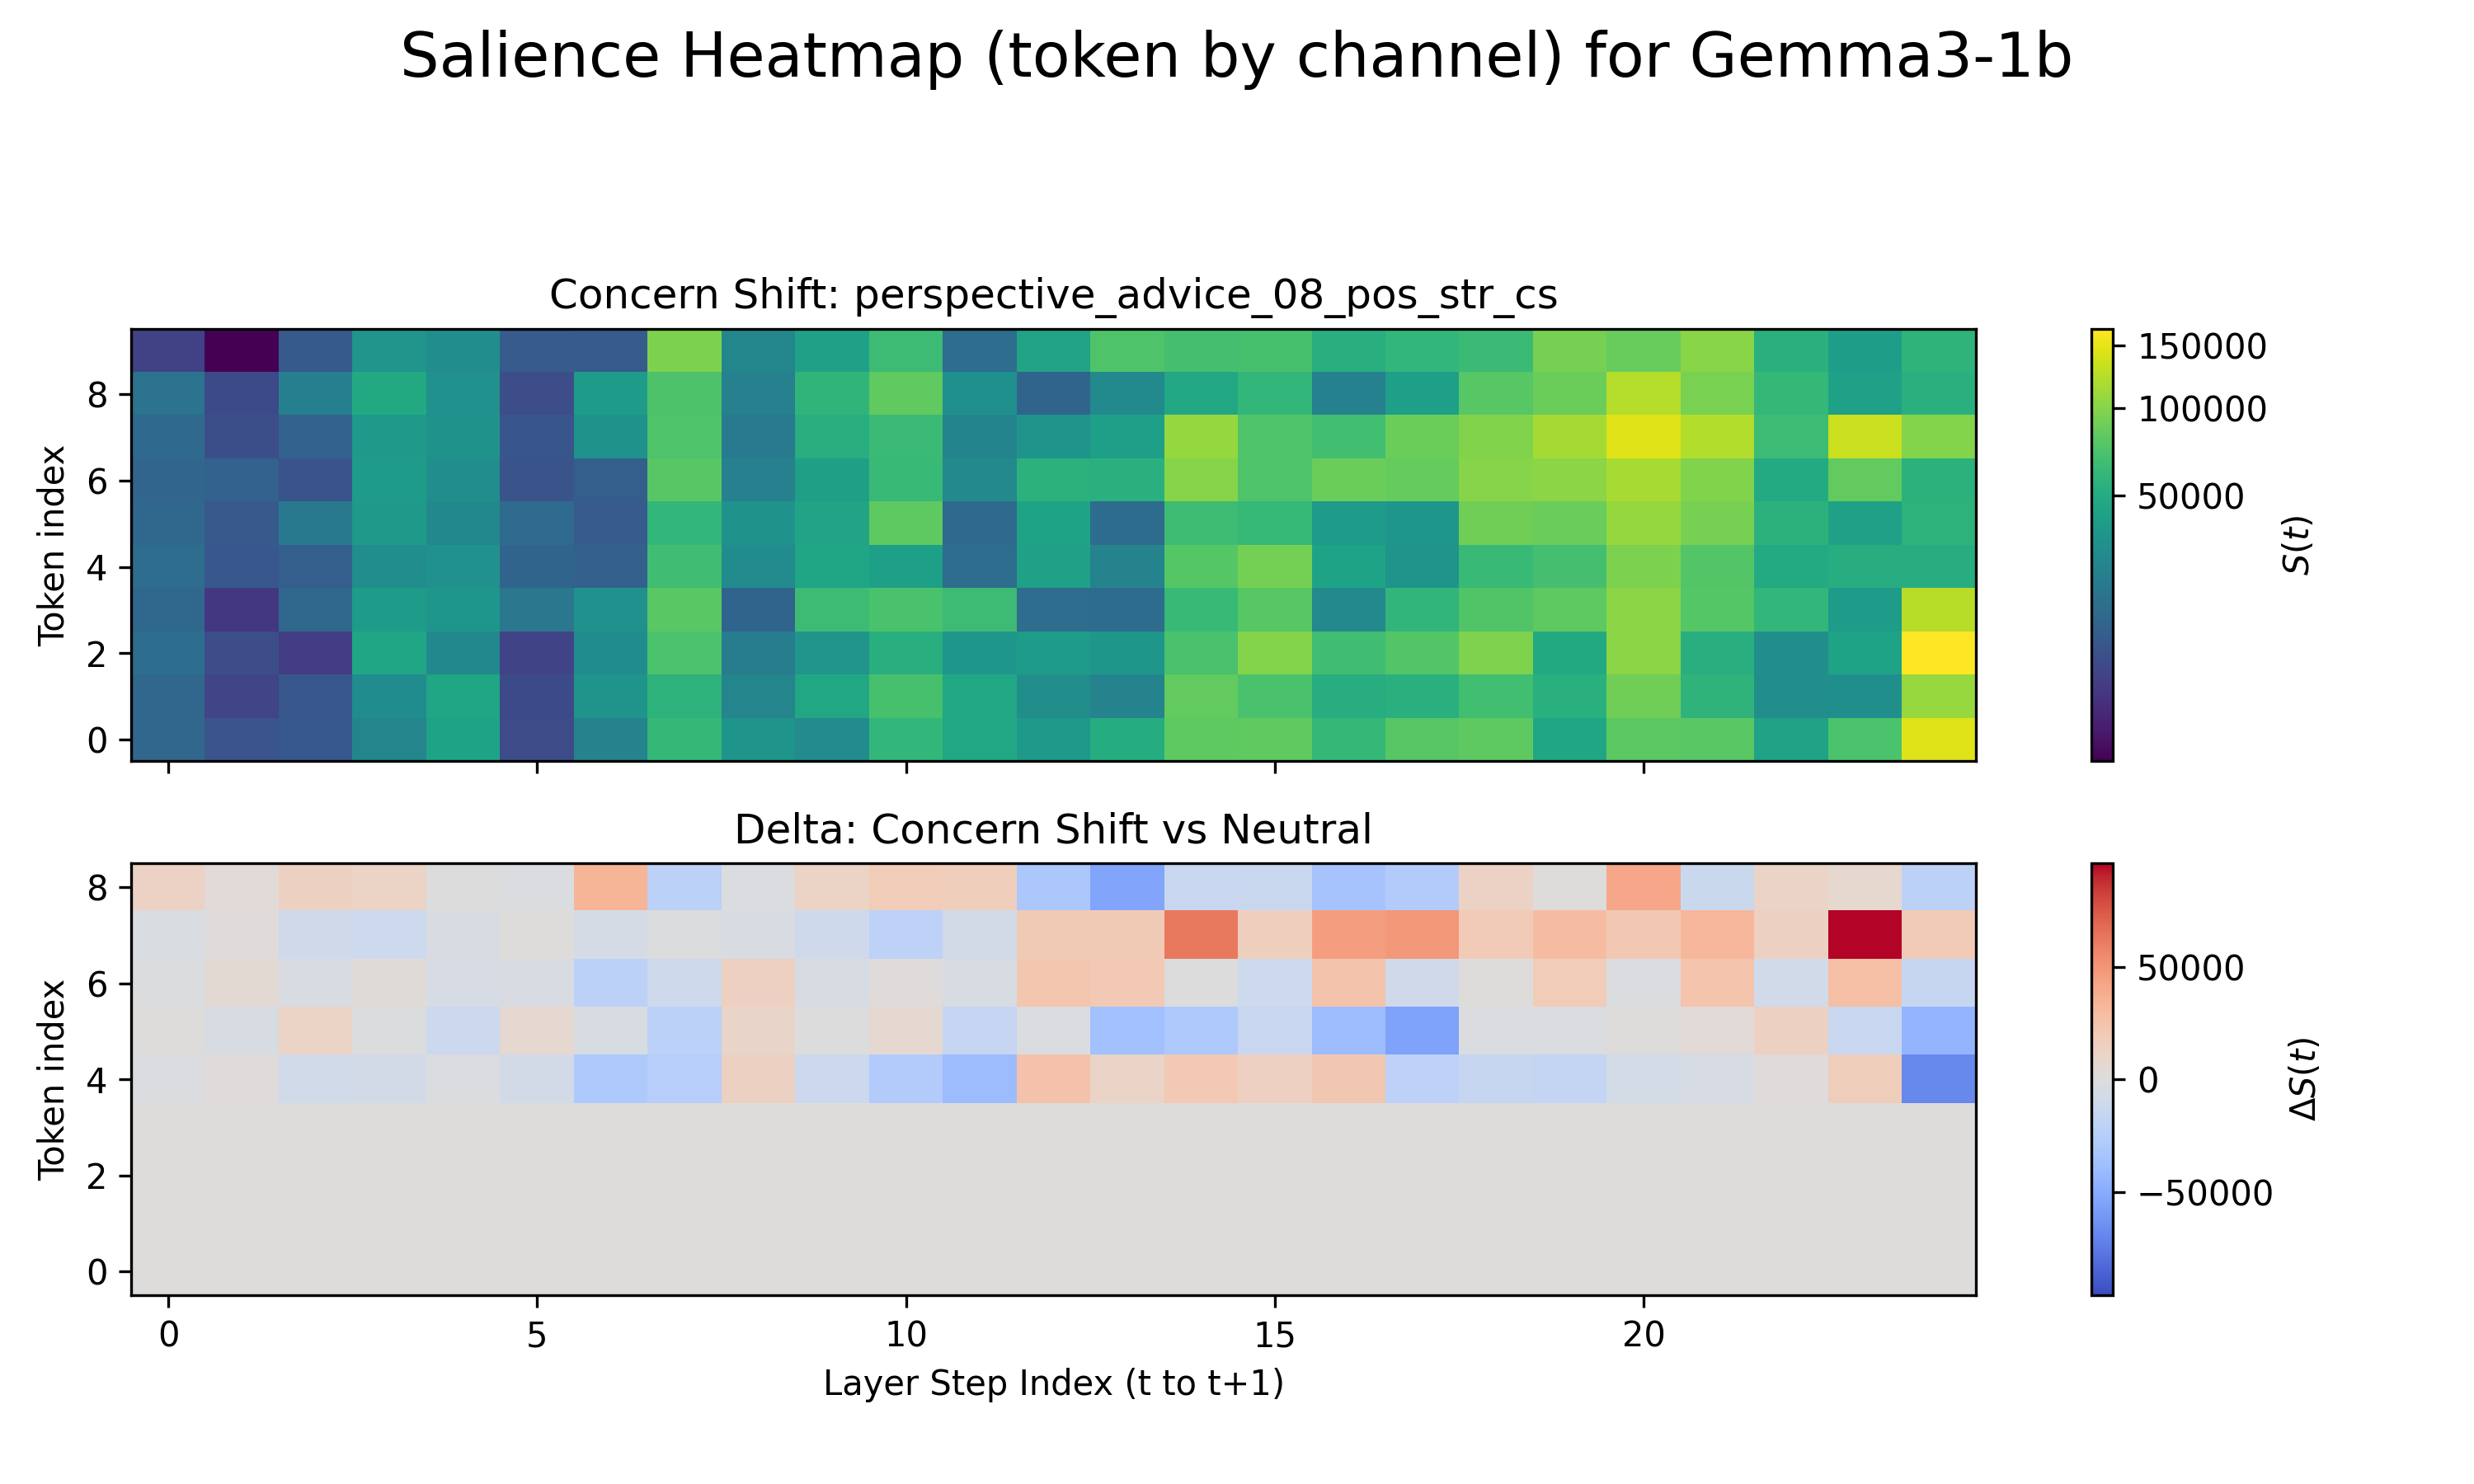 Salience Heatmap (token by channel) for Gemma3-1b
Concern Shift: perspective_advice_08_pos_str_cs
Token index
8
6
4
2
0
150000
100000
50000
S(t)
Delta: Concern Shift vs Neutral
Token index
8
6
4
2
0
0
5
10
15
20
Layer Step Index (t to t+1)
50000
0
−50000
ΔS(t)